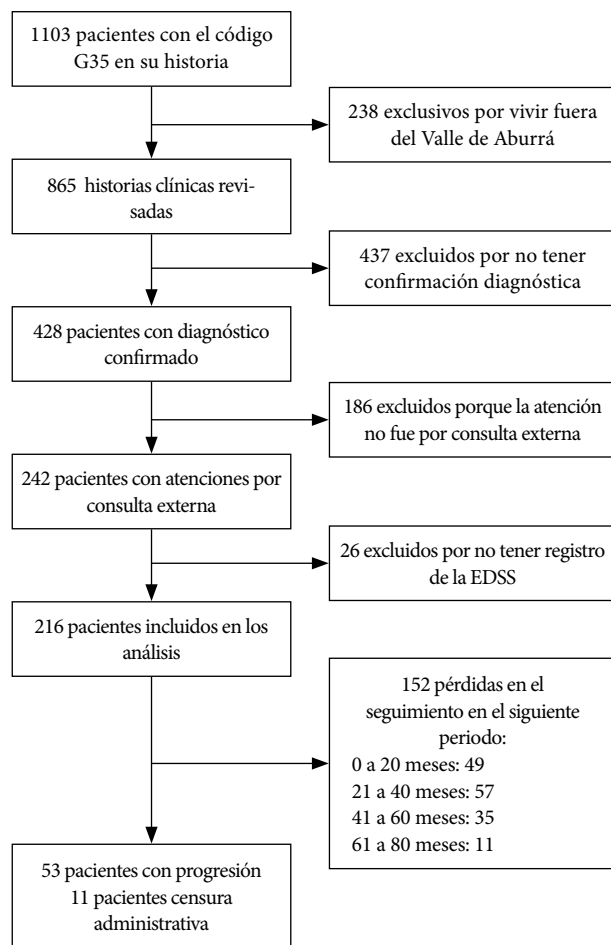 1103 pacientes con el código
G35 en su historia
238 exclusivos por vivir fuera
del Valle de Aburrá
865 historias clínicas revi-
sadas
437 excluidos por no tener
confirmación diagnóstica
428 pacientes con diagnóstico
confirmado
186 excluidos porque la atención
no fue por consulta externa
242 pacientes con atenciones por
consulta externa
26 excluidos por no tener registro
de la EDSS
216 pacientes incluidos en los
análisis
152 pérdidas en el
seguimiento en el siguiente
periodo:
0 a 20 meses: 49
21 a 40 meses: 57
41 a 60 meses: 35
61 a 80 meses: 11
53 pacientes con progresión
11 pacientes censura
administrativa